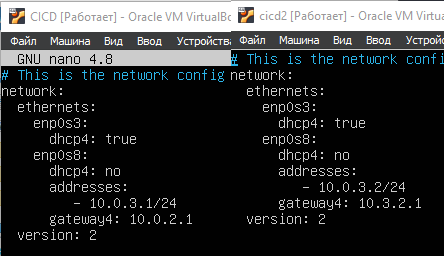 CICD [Работает] - Oracle VM VirtualBo
Файл Машина Вид Ввод Устройств
GNU nano 4.8
# This is the network config
network:
  ethernets:
    enp0s3:
      dhcp4: true
    enp0s8:
      dhcp4: no
      addresses:
         - 10.0.3.1/24
      gateway4: 10.0.2.1
  version: 2
cicd2 [Работает] - Oracle VM VirtualB
Файл Машина Вид Ввод Устрой
# This is the network confi
network:
  ethernets:
    enp0s3:
      dhcp4: true
    enp0s8:
      dhcp4: no
      addresses:
         - 10.0.3.2/24
      gateway4: 10.3.2.1
  version: 2